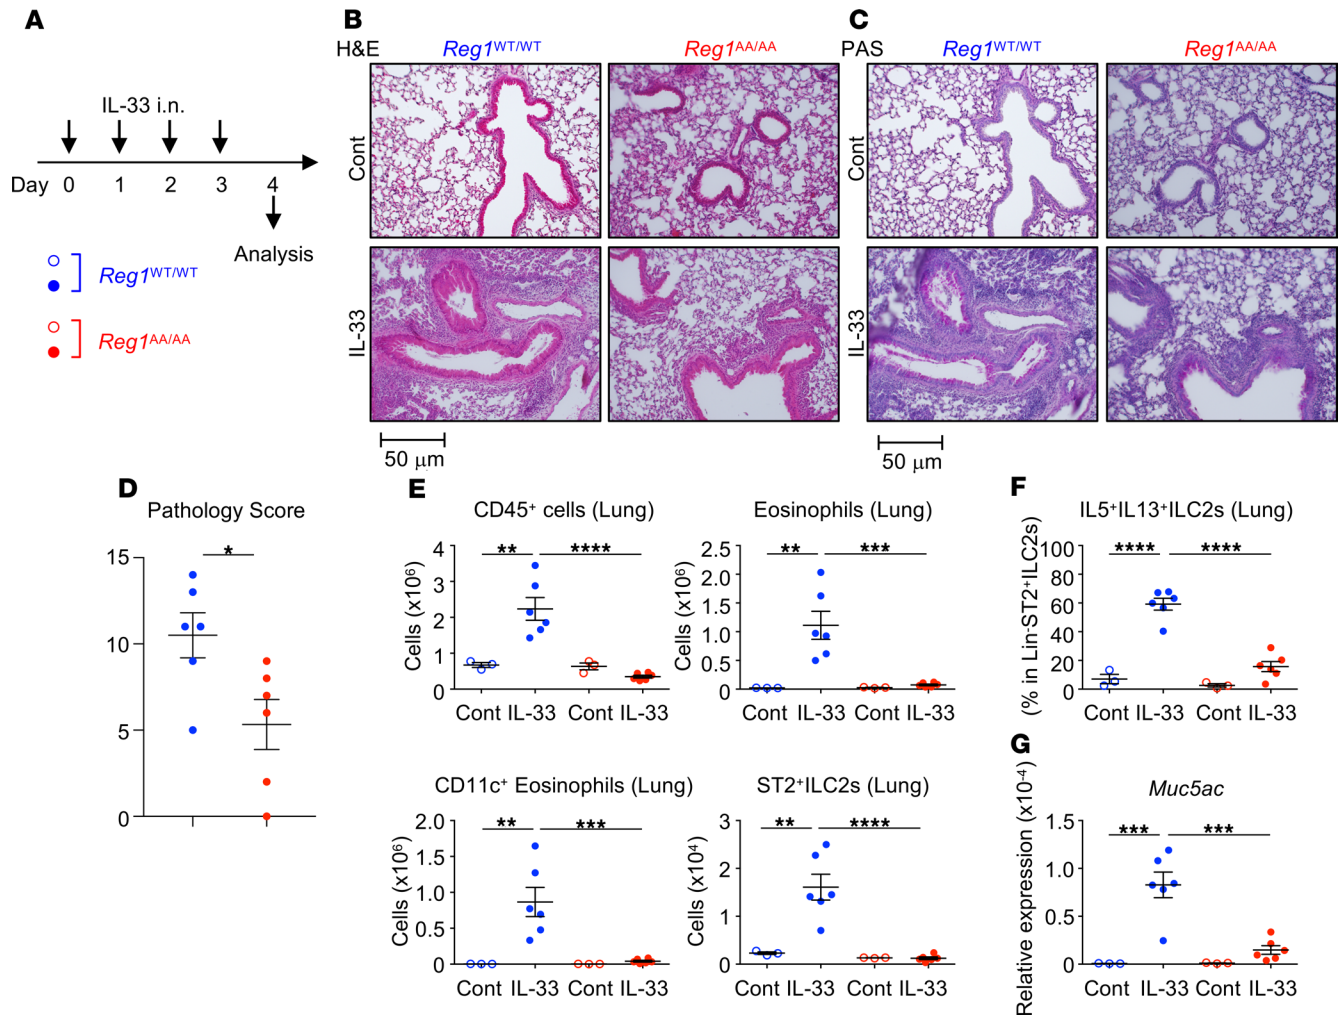 A
IL-33 i.n.
Day 0 1 2 3 4
Analysis
Reg1WT/WT
Reg1AA/AA
B
H&E Reg1WT/WT Reg1AA/AA
Cont
IL-33
50 μm
C
PAS Reg1WT/WT Reg1AA/AA
Cont
IL-33
50 μm
D
Pathology Score
*
15
10
5
0
E
CD45+ cells (Lung)
** ****
Cells (x10⁶)
4
3
2
1
0
Cont IL-33 Cont IL-33
Eosinophils (Lung)
** ***
Cells (x10⁶)
2.5
1.5
1.0
0.5
0
Cont IL-33 Cont IL-33
CD11c+ Eosinophils (Lung)
** ***
Cells (x10⁶)
2.0
1.5
1.0
0.5
0
Cont IL-33 Cont IL-33
ST2+ILC2s (Lung)
** ****
Cells (x10⁴)
3
2
1
0
Cont IL-33 Cont IL-33
F
IL5+IL13+ILC2s (Lung)
**** ****
(% in Lin-ST2+ILC2s)
100
80
60
40
20
0
Cont IL-33 Cont IL-33
G
Muc5ac
*** ***
Relative expression (x10-4)
1.5
1.0
0.5
0
Cont IL-33 Cont IL-33